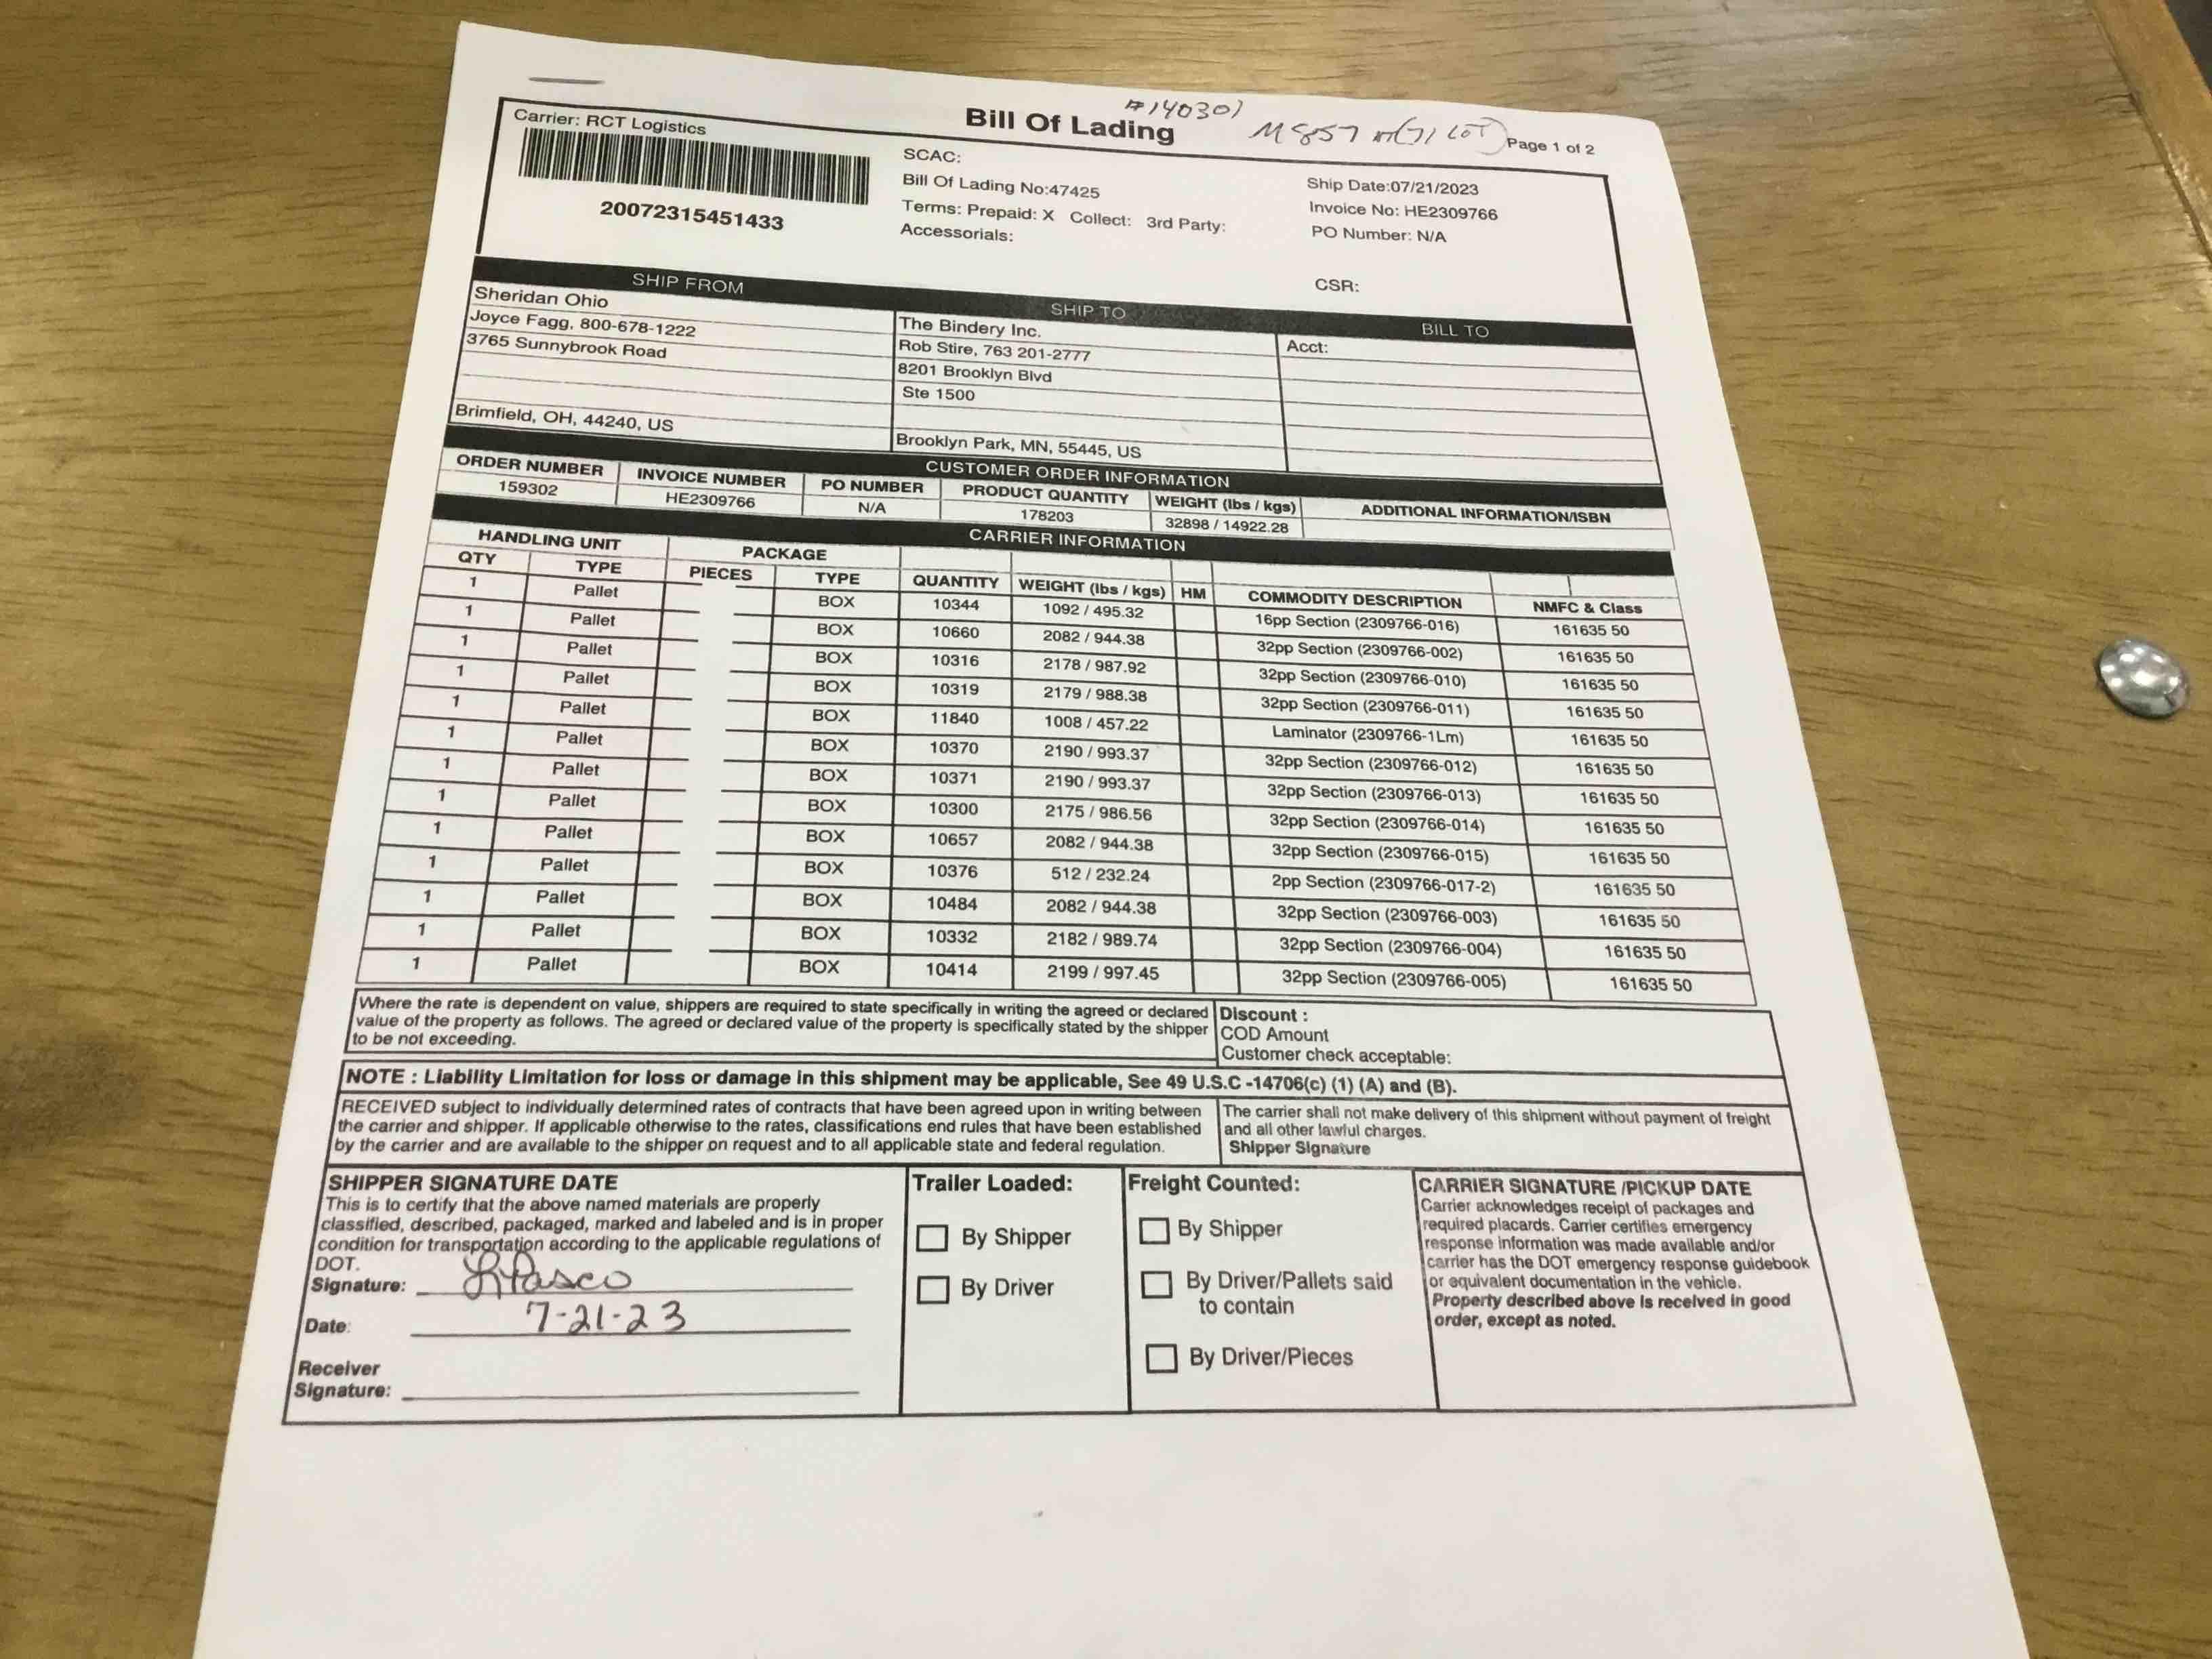 #140301
Bill Of Lading
Page 1 of 2
Carrier: RCT Logistics
20072315451433
SCAC:
Bill Of Lading No:47425
Terms: Prepaid: X Collect: 3rd Party:
Accessorials:
Ship Date:07/21/2023
Invoice No: HE2309766
PO Number: N/A
CSR:
SHIP FROM
Sheridan Ohio
Joyce Fagg, 800-678-1222
3765 Sunnybrook Road
Brimfield, OH, 44240, US
SHIP TO
The Bindery Inc.
Rob Stire, 763 201-2777
8201 Brooklyn Blvd
Ste 1500
Brooklyn Park, MN, 55445, US
BILL TO
Acct:
CUSTOMER ORDER INFORMATION
ORDER NUMBER INVOICE NUMBER PO NUMBER PRODUCT QUANTITY WEIGHT (lbs / kgs) ADDITIONAL INFORMATION/ISBN
159302 HE2309766 N/A 178203 32898 / 14922.28
CARRIER INFORMATION
HANDLING UNIT PACKAGE
QTY TYPE PIECES TYPE QUANTITY WEIGHT (lbs / kgs) HM COMMODITY DESCRIPTION NMFC & Class
1 Pallet BOX 10344 1092 / 495.32 16pp Section (2309766-016) 161635 50
1 Pallet BOX 10660 2082 / 944.38 32pp Section (2309766-002) 161635 50
1 Pallet BOX 10316 2178 / 987.92 32pp Section (2309766-010) 161635 50
1 Pallet BOX 10319 2179 / 988.38 32pp Section (2309766-011) 161635 50
1 Pallet BOX 11840 1008 / 457.22 Laminator (2309766-1Lm) 161635 50
1 Pallet BOX 10370 2190 / 993.37 32pp Section (2309766-012) 161635 50
1 Pallet BOX 10371 2190 / 993.37 32pp Section (2309766-013) 161635 50
1 Pallet BOX 10300 2175 / 986.56 32pp Section (2309766-014) 161635 50
1 Pallet BOX 10657 2082 / 944.38 32pp Section (2309766-015) 161635 50
1 Pallet BOX 10376 512 / 232.24 2pp Section (2309766-017-2) 161635 50
1 Pallet BOX 10484 2082 / 944.38 32pp Section (2309766-003) 161635 50
1 Pallet BOX 10332 2182 / 989.74 32pp Section (2309766-004) 161635 50
1 Pallet BOX 10414 2199 / 997.45 32pp Section (2309766-005) 161635 50
Where the rate is dependent on value, shippers are required to state specifically in writing the agreed or declared
value of the property as follows. The agreed or declared value of the property is specifically stated by the shipper
to be not exceeding.
Discount :
COD Amount
Customer check acceptable:
NOTE : Liability Limitation for loss or damage in this shipment may be applicable, See 49 U.S.C -14706(c) (1) (A) and (B).
RECEIVED subject to individually determined rates of contracts that have been agreed upon in writing between
the carrier and shipper. If applicable otherwise to the rates, classifications end rules that have been established
by the carrier and are available to the shipper on request and to all applicable state and federal regulation.
The carrier shall not make delivery of this shipment without payment of freight
and all other lawful charges.
Shipper Signature
SHIPPER SIGNATURE DATE
This is to certify that the above named materials are properly
classified, described, packaged, marked and labeled and is in proper
condition for transportation according to the applicable regulations of
DOT.
Signature:
Date: 7-21-23
Receiver
Signature:
Trailer Loaded:
By Shipper
By Driver
Freight Counted:
By Shipper
By Driver/Pallets said
to contain
By Driver/Pieces
CARRIER SIGNATURE /PICKUP DATE
Carrier acknowledges receipt of packages and
required placards. Carrier certifies emergency
response information was made available and/or
carrier has the DOT emergency response guidebook
or equivalent documentation in the vehicle.
Property described above is received in good
order, except as noted.